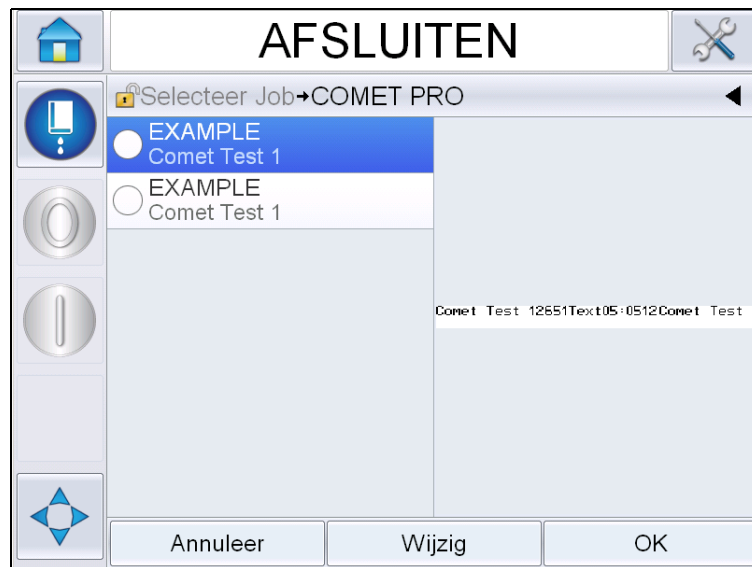 AFSLUITEN
Selecteer Job→COMET PRO
EXAMPLE
Comet Test 1
EXAMPLE
Comet Test 1
Comet Test 12651Text05:0512Comet Test
Annuleer
Wijzig
OK